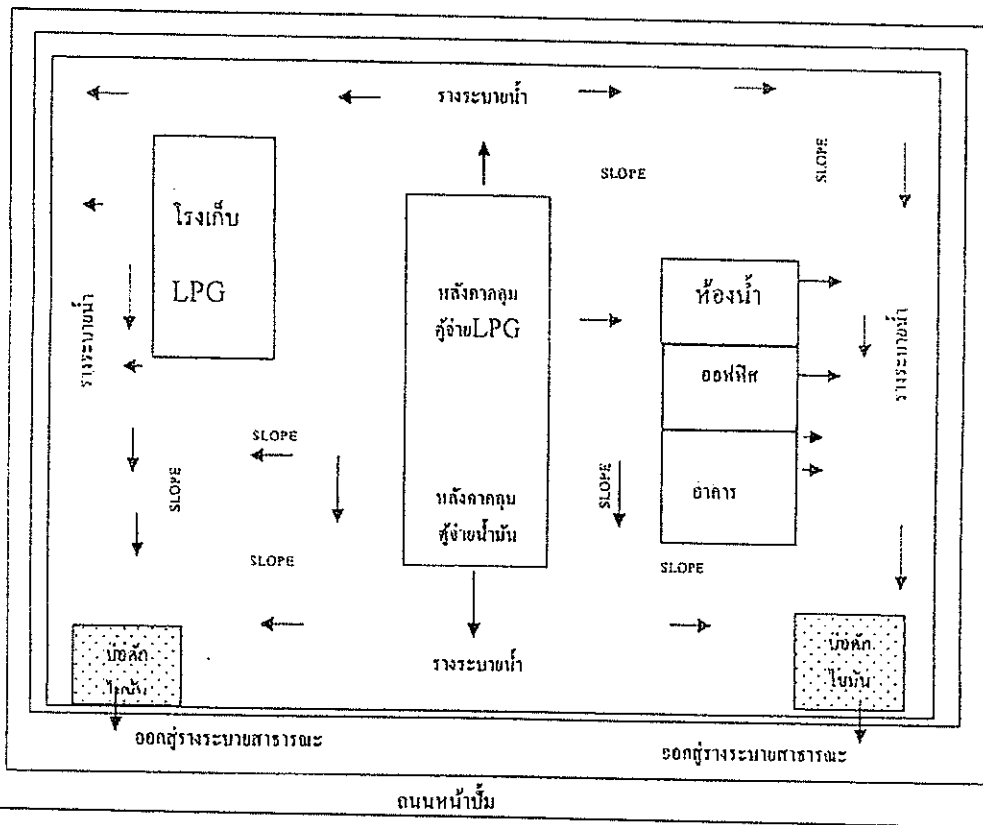 รางระบายน้ำ
SLOPE
SLOPE
โรงเก็บ
LPG
หลังคาคลุม
ตู้จ่ายLPG
ห้องน้ำ
ออฟฟิศ
อาคาร
รางระบายน้ำ
รางระบายน้ำ
SLOPE
SLOPE
SLOPE
หลังคาคลุม
ตู้จ่ายน้ำมัน
SLOPE
SLOPE
บ่อดัก
ไขมัน
รางระบายน้ำ
บ่อดัก
ไขมัน
ออกสู่รางระบายสาธารณะ
ออกสู่รางระบายสาธารณะ
ถนนหน้าปั้ม